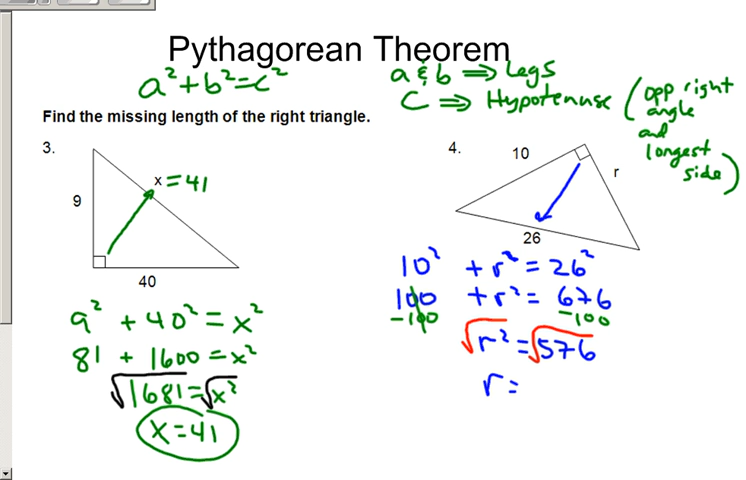 Pythagorean Theorem
a² + b² = c²
a & b ⇒ Legs
C ⇒ Hypotenuse (opp right angle and longest side)
Find the missing length of the right triangle.
3.
9
x = 41
40
9² + 40² = x²
81 + 1600 = x²
√1681 = √x²
x = 41
4.
10
r
26
10² + r² = 26²
100 + r² = 676
-100 -100
√r² = √576
r =